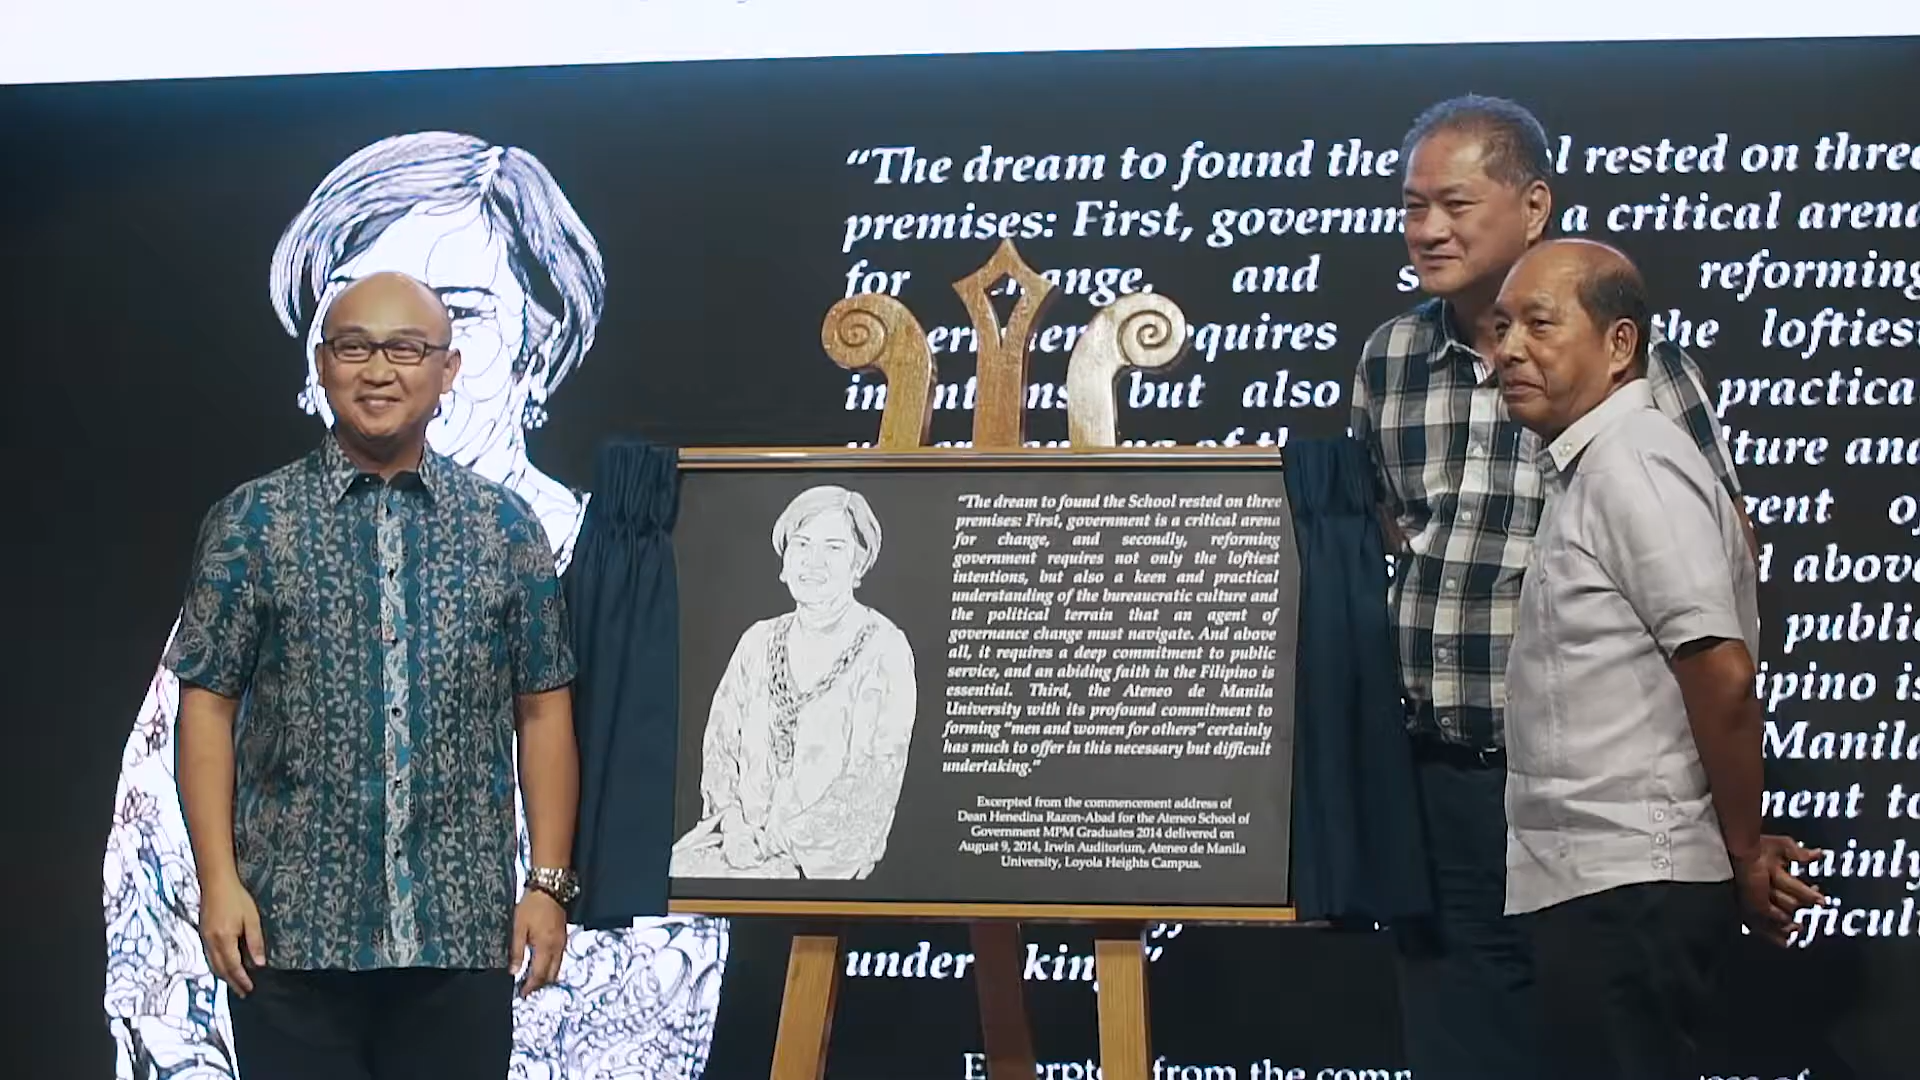 “The dream to found the l rested on three
premises: First, governm a critical arena
for ange, and s reforming
quires the loftiest
but also practica
ture and
gent of
d above
public
ipino is
Manila
ment to
tainly
fficult
under kin ”
from the com
“The dream to found the School rested on three
premises: First, government is a critical arena
for change, and secondly, reforming
government requires not only the loftiest
intentions, but also a keen and practical
understanding of the bureaucratic culture and
the political terrain that an agent of
governance change must navigate. And above
all, it requires a deep commitment to public
service, and an abiding faith in the Filipino is
essential. Third, the Ateneo de Manila
University with its profound commitment to
forming “men and women for others” certainly
has much to offer in this necessary but difficult
undertaking.”
Excerpted from the commencement address of
Dean Henedina Razon-Abad for the Ateneo School of
Government MPM Graduates 2014 delivered on
August 9, 2014, Irwin Auditorium, Ateneo de Manila
University, Loyola Heights Campus.